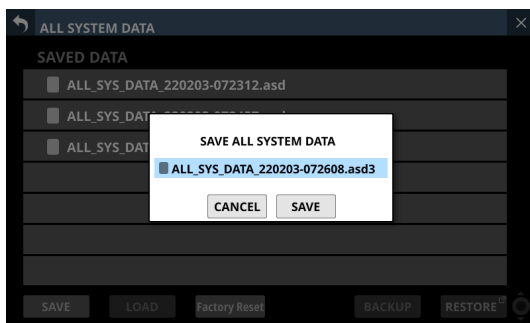 ALL SYSTEM DATA
SAVED DATA
ALL_SYS_DATA_220203-072312.asd
ALL_SYS_DAT
ALL_SYS_DAT
SAVE ALL SYSTEM DATA
ALL_SYS_DATA_220203-072608.asd3
CANCEL SAVE
SAVE LOAD Factory Reset BACKUP RESTORE